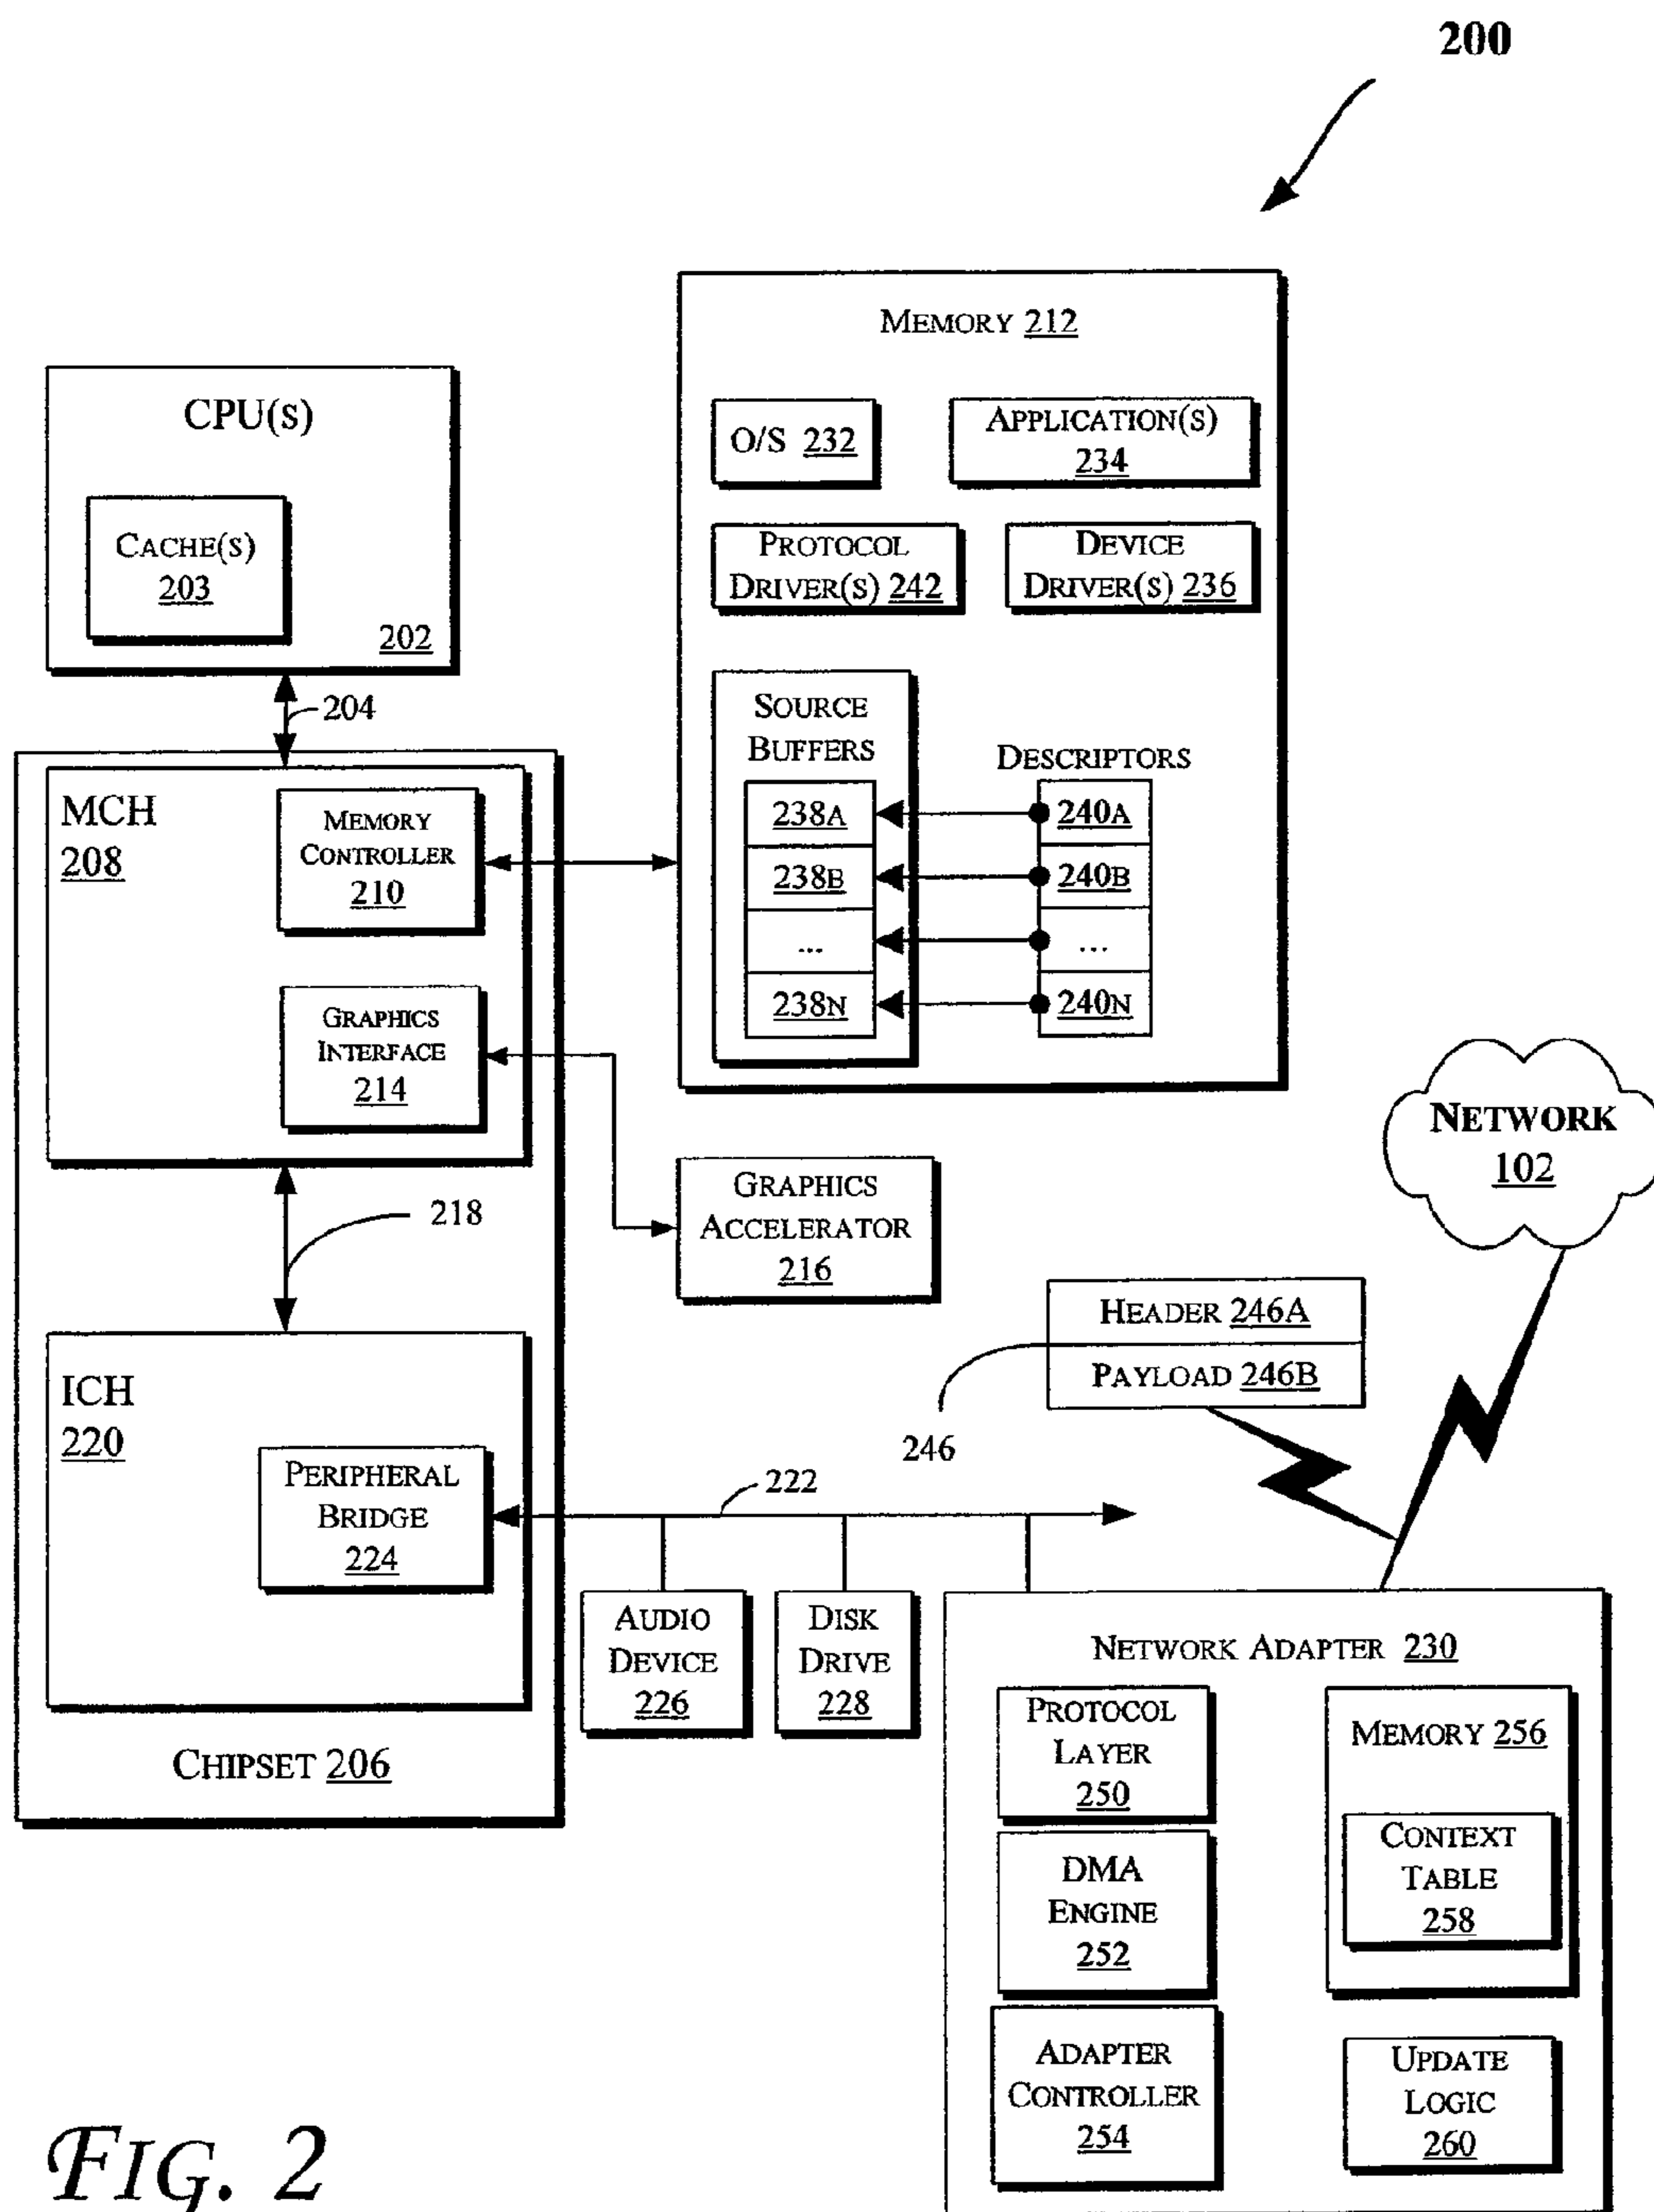 200
MEMORY 212
CPU(S)
CACHE(S)
203
202
O/S 232
APPLICATION(S)
234
PROTOCOL
DRIVER(S) 242
DEVICE
DRIVER(S) 236
204
SOURCE
BUFFERS
DESCRIPTORS
238A
240A
238B
240B
...
...
238N
240N
MCH
208
MEMORY
CONTROLLER
210
GRAPHICS
INTERFACE
214
NETWORK
102
GRAPHICS
ACCELERATOR
216
218
HEADER 246A
PAYLOAD 246B
246
ICH
220
PERIPHERAL
BRIDGE
224
222
AUDIO
DEVICE
226
DISK
DRIVE
228
CHIPSET 206
NETWORK ADAPTER 230
PROTOCOL
LAYER
250
MEMORY 256
CONTEXT
TABLE
258
DMA
ENGINE
252
ADAPTER
CONTROLLER
254
UPDATE
LOGIC
260
FIG. 2